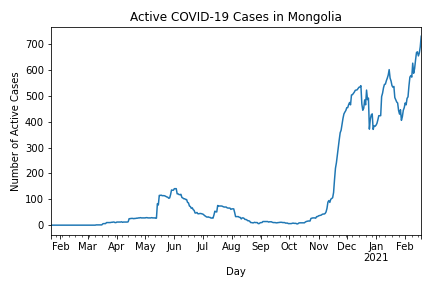 Active COVID-19 Cases in Mongolia
Number of Active Cases
700
600
500
400
300
200
100
0
Feb Mar Apr May Jun Jul Aug Sep Oct Nov Dec Jan Feb
2021
Day